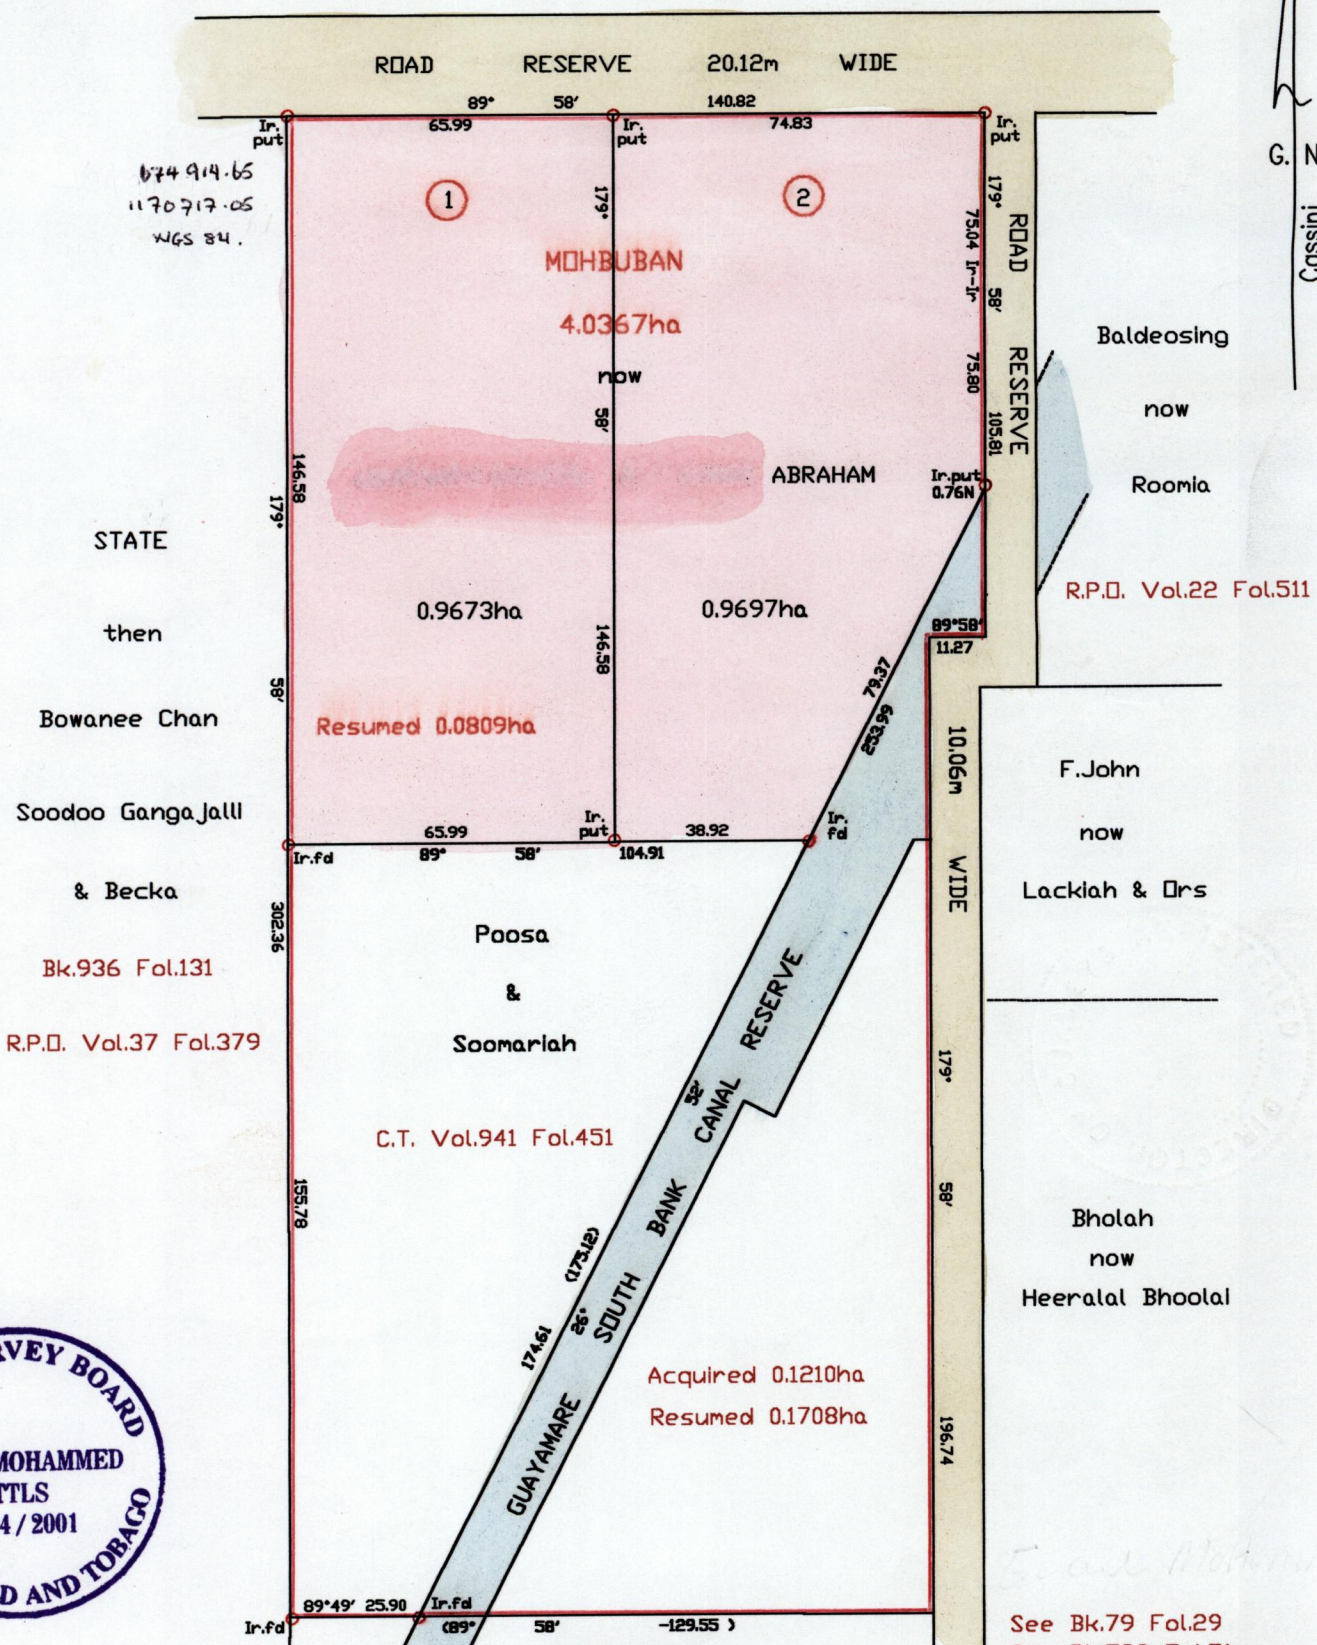 ROAD RESERVE 20.12m WIDE
89° 58' 140.82
65.99 74.83
Ir. put
Ir. put
Ir. put
674 914.65
1170717.05
WGS 84.
G. N
Cassini
1
2
179°
58'
146.58
179°
75.04 Ir-Ir
58'
75.80
105.81
ROAD RESERVE
MOHBUBAN
4.0367ha
now
ABRAHAM
Ir.put
0.76N
Baldeosing
now
Roomia
R.P.O. Vol.22 Fol.511
146.58
179°
58'
0.9673ha
0.9697ha
89°58'
11.27
79.37
253.99
Resumed 0.0809ha
STATE
then
Bowanee Chan
Soodoo GangaJalli
& Becka
Bk.936 Fol.131
R.P.O. Vol.37 Fol.379
10.06m WIDE
F.John
now
Lackiah & Ors
65.99
Ir. put
38.92
Ir. fd
Ir.fd
89° 58' 104.91
302.36
Poosa
&
Soomariah
C.T. Vol.941 Fol.451
155.78
52'
(175.12)
26°
174.61
GUAYAMARE SOUTH BANK CANAL RESERVE
179°
58'
196.74
Bholah
now
Heeralal Bhoolai
Acquired 0.1210ha
Resumed 0.1708ha
RVEY BOARD
MOHAMMED
TTLS
4/2001
D AND TOBAGO
89°49' 25.90
Ir.fd
Ir.fd
(89° 58' -129.55 )
See Bk.79 Fol.29